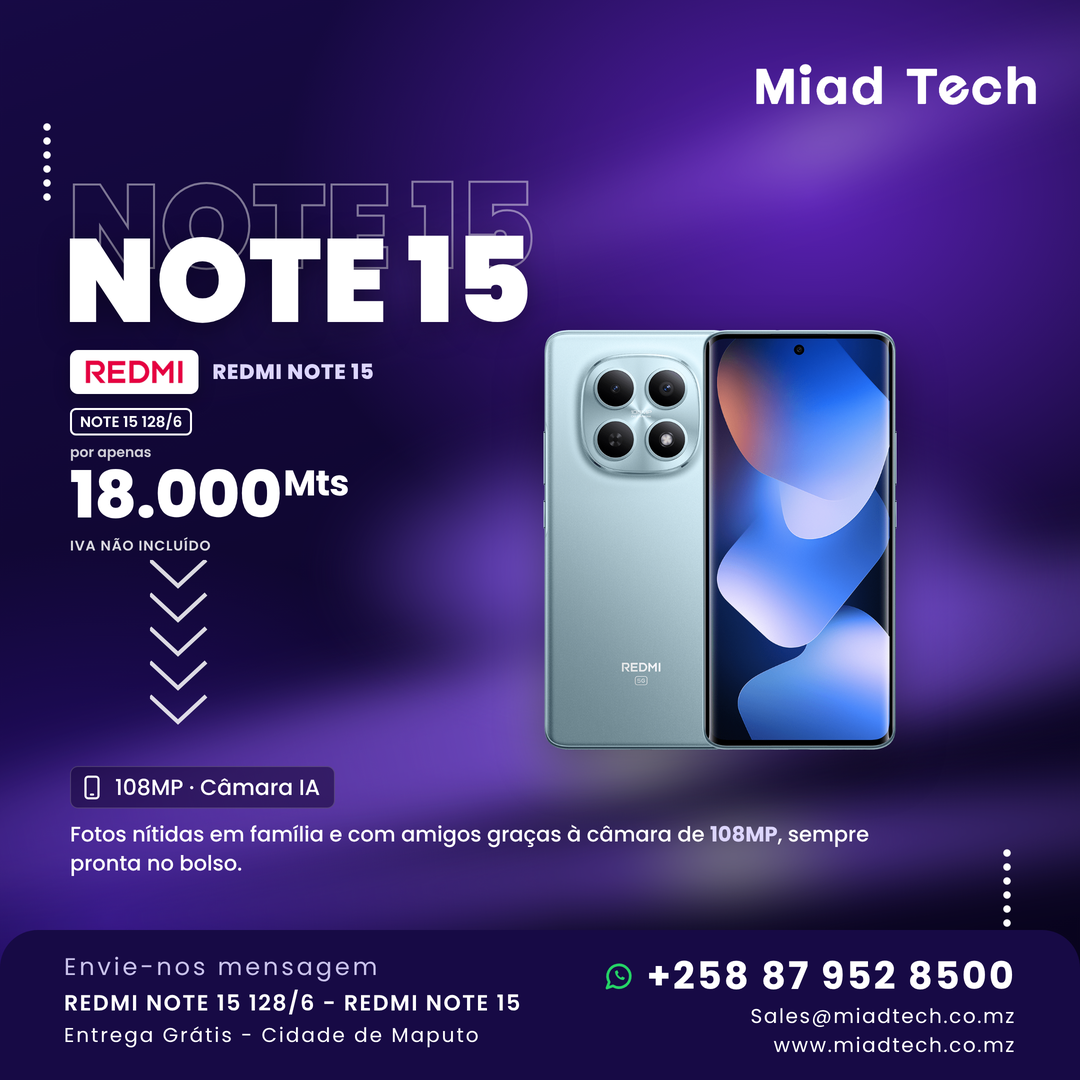 Miad Tech
NOTE 15
NOTE 15
REDMI REDMI NOTE 15
NOTE 15 128/6
por apenas
18.000Mts
IVA NÃO INCLUÍDO
REDMI
5G
108MP · Câmara IA
Fotos nítidas em família e com amigos graças à câmara de 108MP, sempre
pronta no bolso.
Envie-nos mensagem
REDMI NOTE 15 128/6 – REDMI NOTE 15
Entrega Grátis – Cidade de Maputo
+258 87 952 8500
Sales@miadtech.co.mz
www.miadtech.co.mz